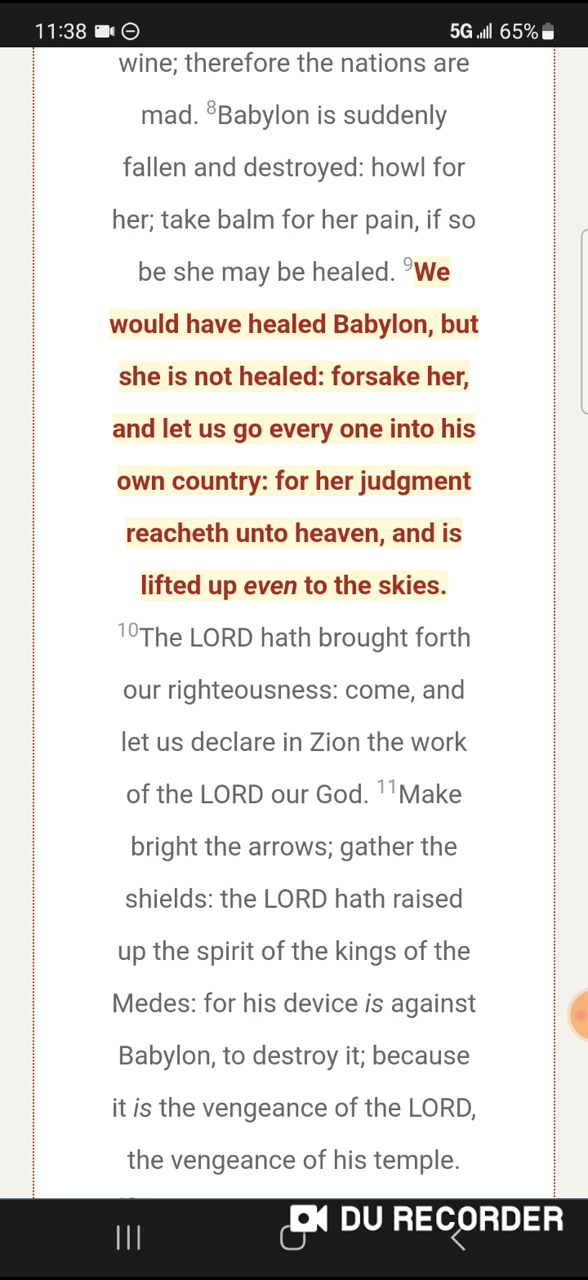 11:38 5G 65%
wine; therefore the nations are
mad. 8Babylon is suddenly
fallen and destroyed: howl for
her; take balm for her pain, if so
be she may be healed. 9We
would have healed Babylon, but
she is not healed: forsake her,
and let us go every one into his
own country: for her judgment
reacheth unto heaven, and is
lifted up even to the skies.
10The LORD hath brought forth
our righteousness: come, and
let us declare in Zion the work
of the LORD our God. 11Make
bright the arrows; gather the
shields: the LORD hath raised
up the spirit of the kings of the
Medes: for his device is against
Babylon, to destroy it; because
it is the vengeance of the LORD,
the vengeance of his temple.
DU RECORDER